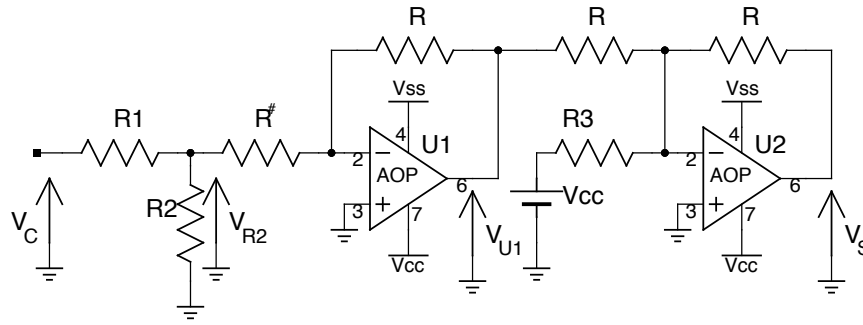 R R R
Vss Vss
R1 R# R3 4 U1 4 U2
2 − AOP 6 2 − AOP 6
R2 3 + 7 Vcc 3 + 7
VC VR2 VU1 VS
Vcc Vcc